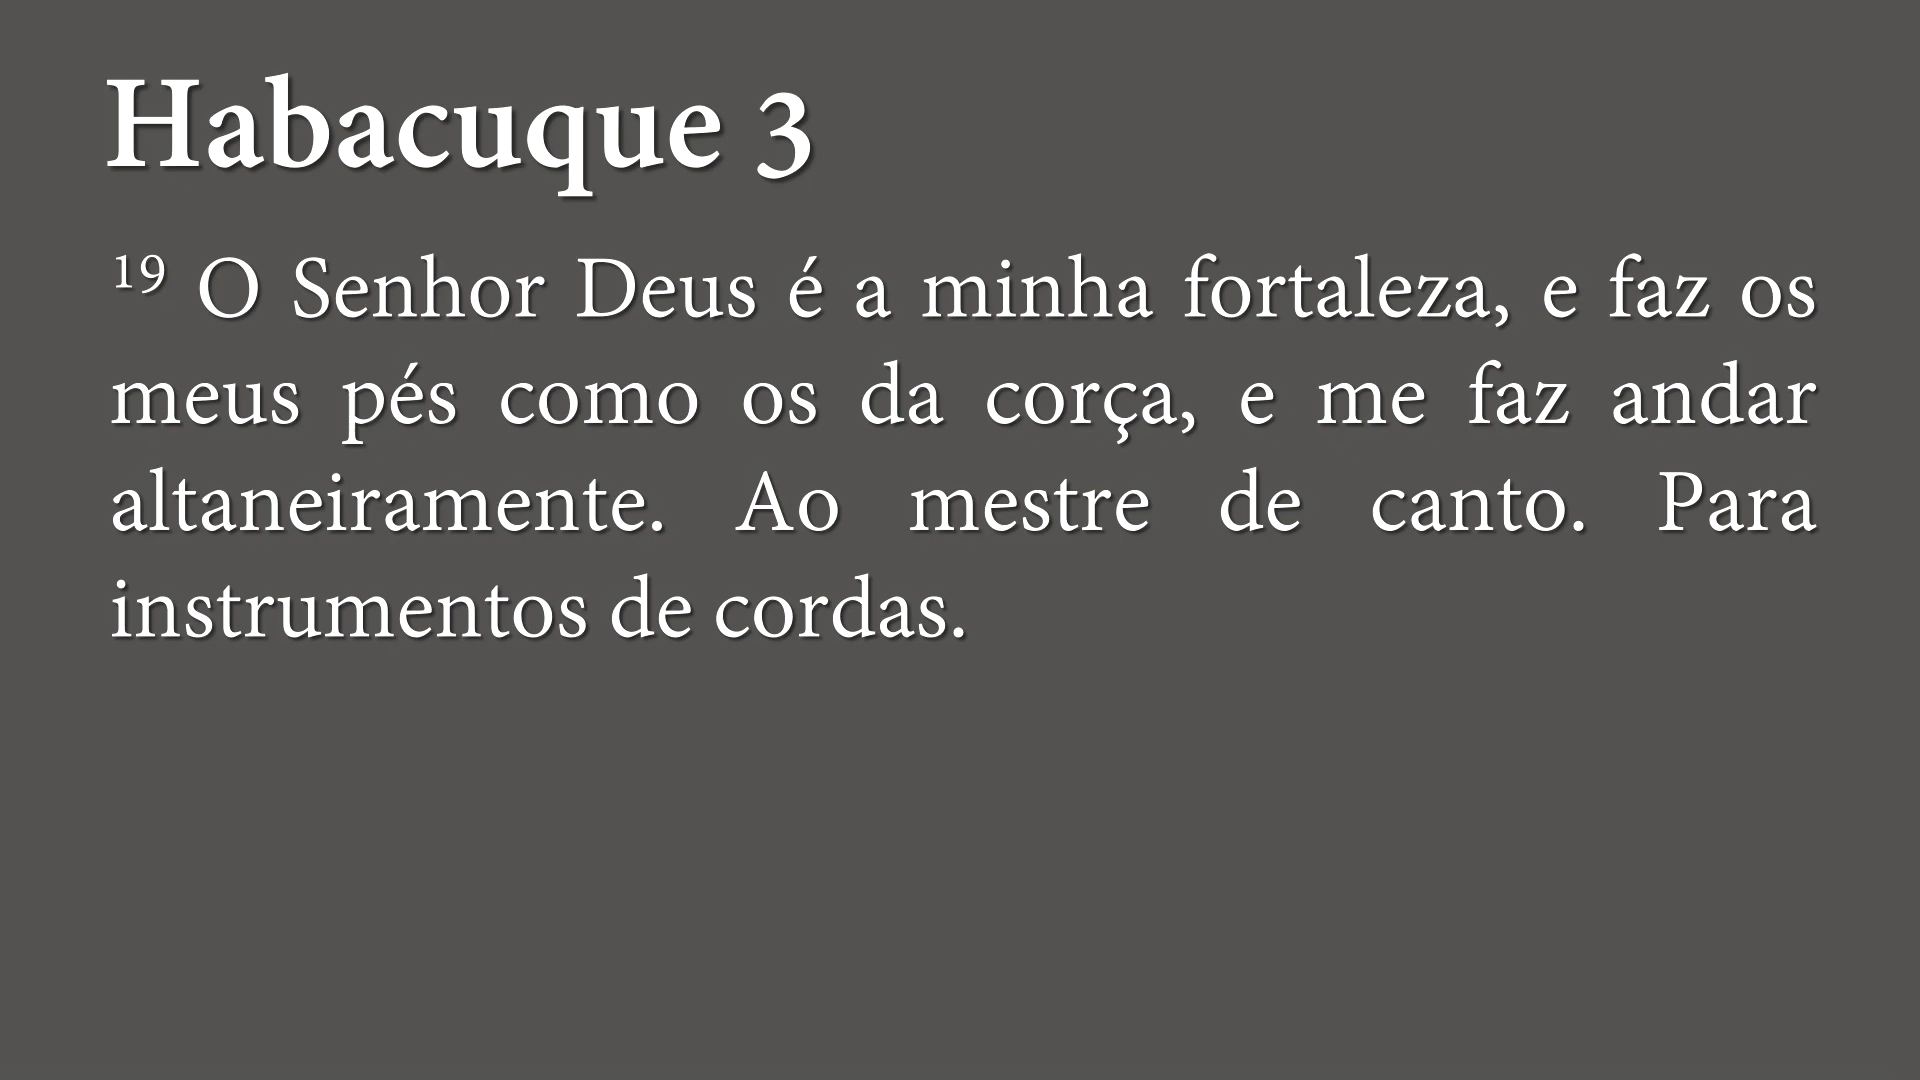 Habacuque 3
¹⁹ O Senhor Deus é a minha fortaleza, e faz os
meus pés como os da corça, e me faz andar
altaneiramente. Ao mestre de canto. Para
instrumentos de cordas.